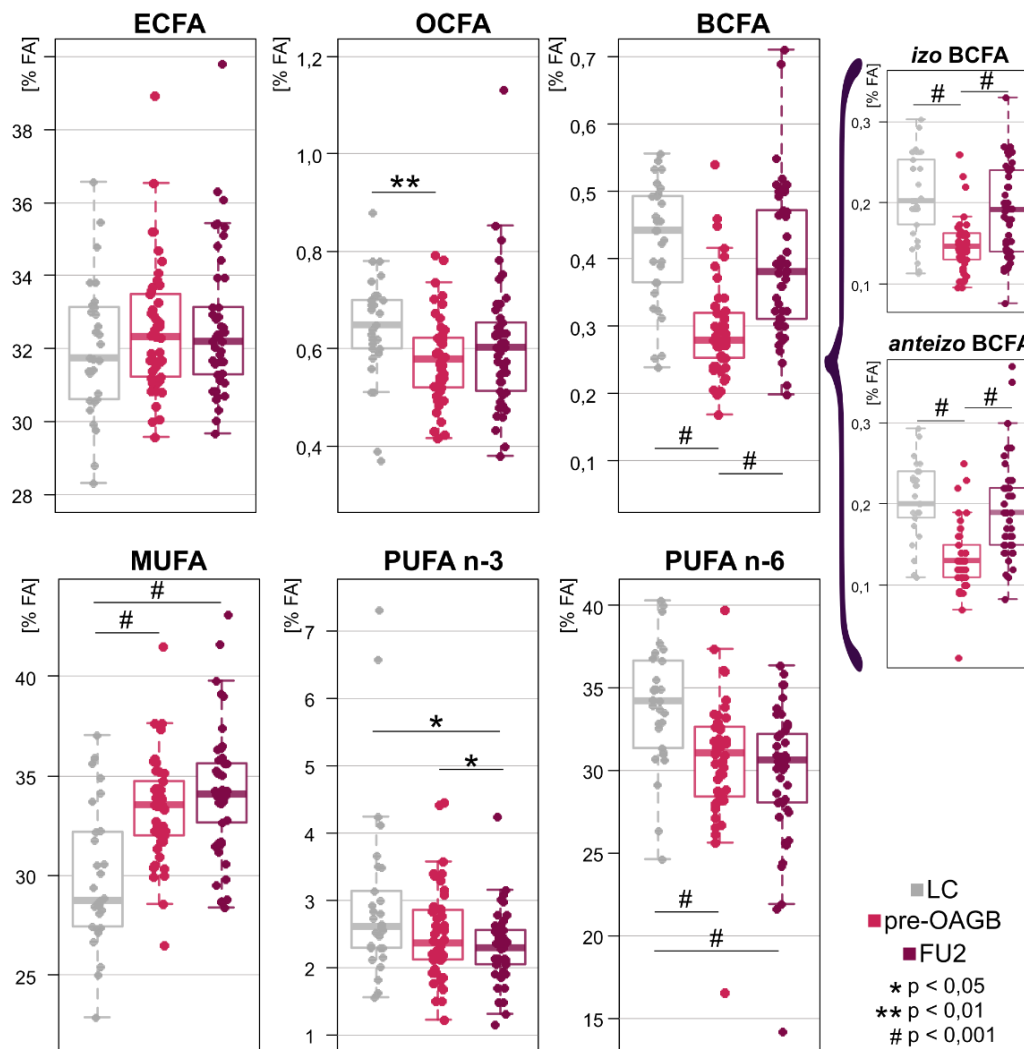 ECFA
[% FA]
38
36
34
32
30
28
OCFA
[% FA]
1,2
1,0
0,8
0,6
0,4
**
BCFA
[% FA]
0,7
0,6
0,5
0,4
0,3
0,2
0,1
#
#
izo BCFA
[% FA]
0,3
0,2
0,1
#
#
anteizo BCFA
[% FA]
0,3
0,2
0,1
#
#
MUFA
[% FA]
40
35
30
25
#
#
PUFA n-3
[% FA]
7
6
5
4
3
2
1
*
*
PUFA n-6
[% FA]
40
35
30
25
20
15
#
#
LC
pre-OAGB
FU2
* p < 0,05
** p < 0,01
# p < 0,001